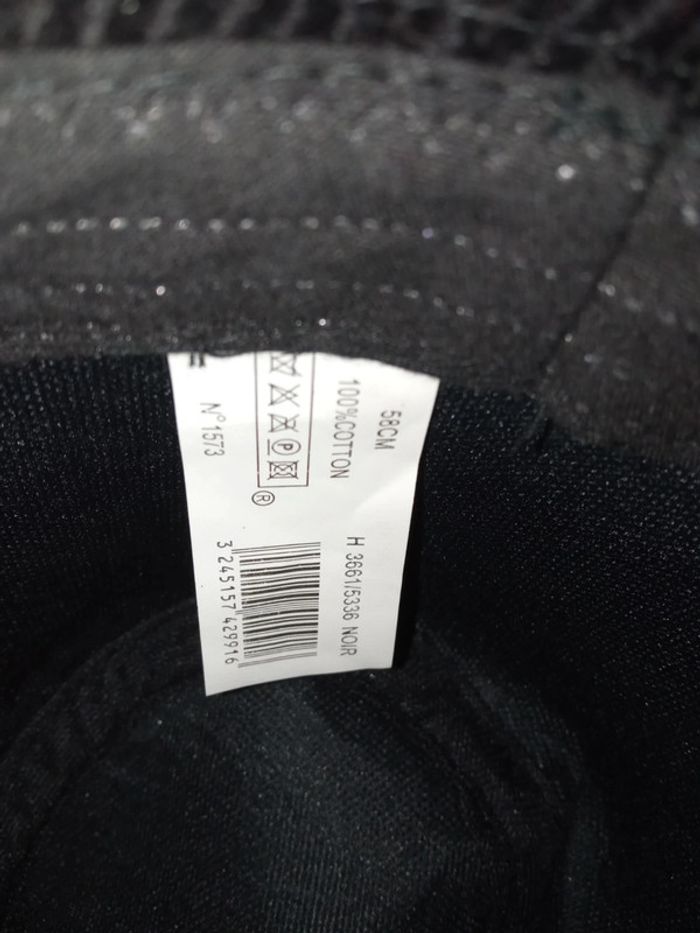 58CM
100%COTTON
P
®
N°1573
H 3661/5336 NOIR
3 245157 429916